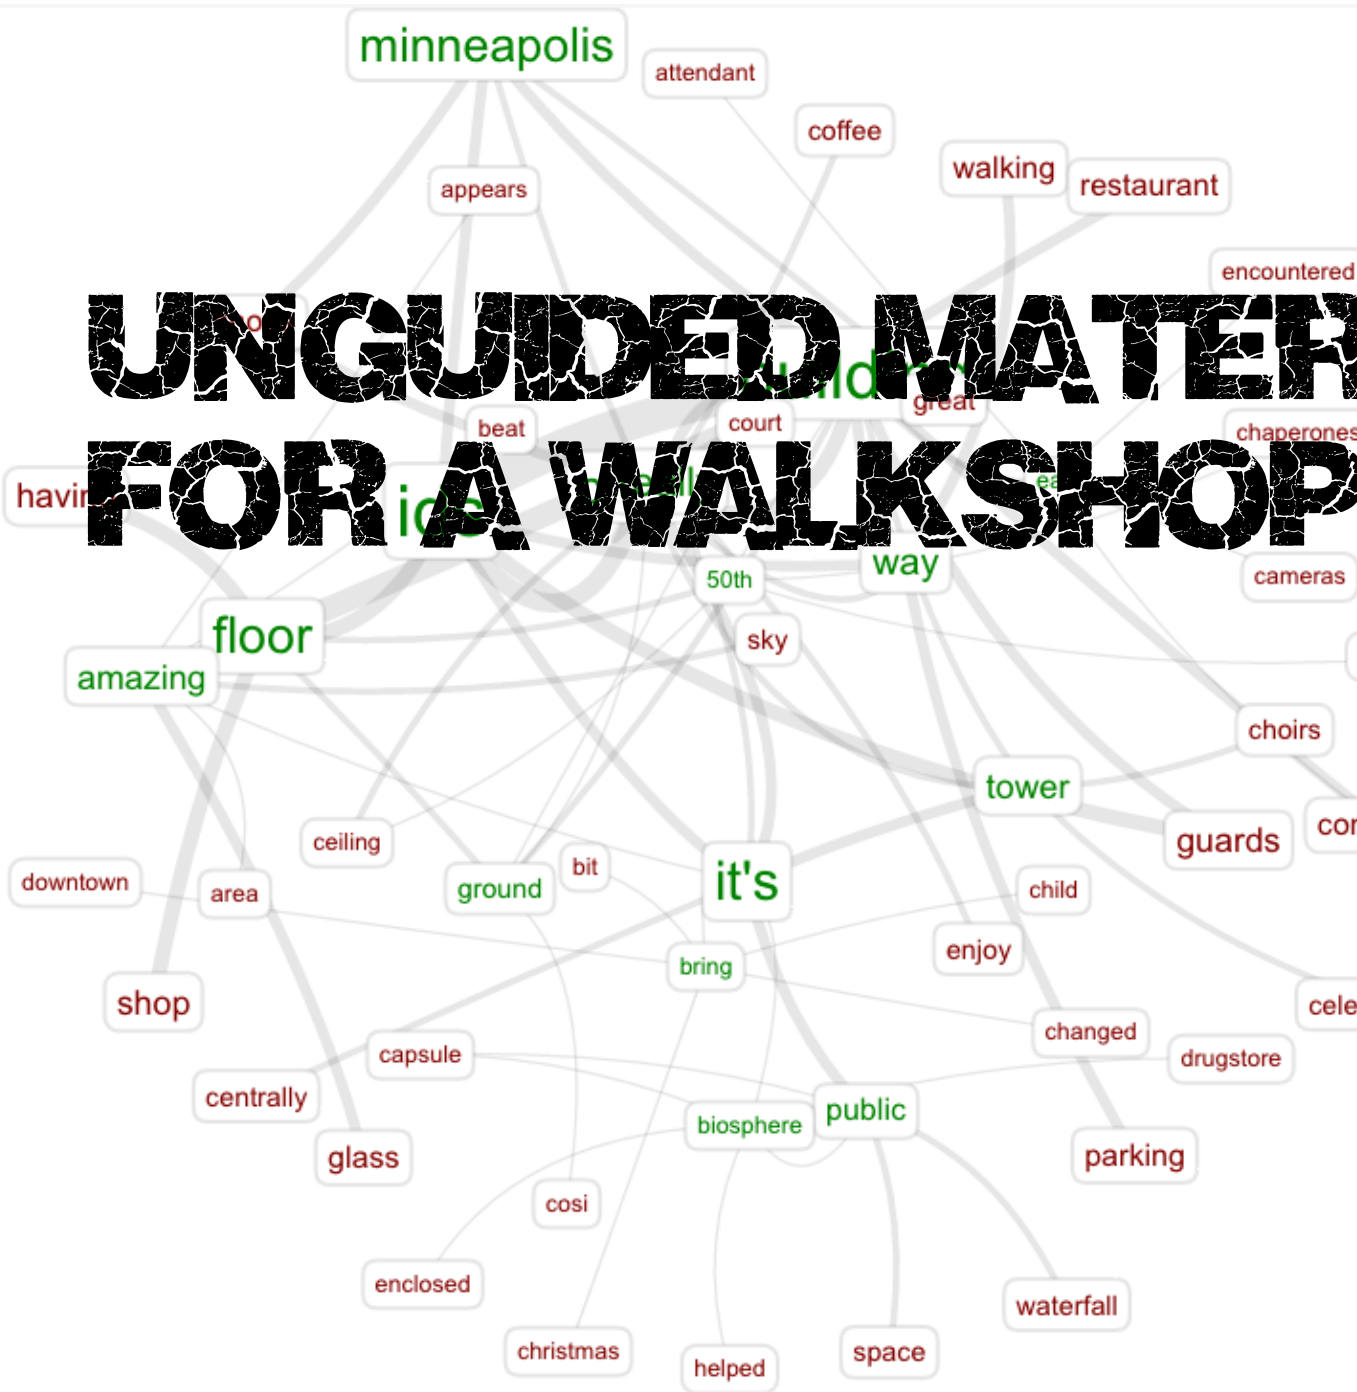 minneapolis
attendant
coffee
walking
restaurant
appears
encountered
UNGUIDED MATER
great
court
beat
chaperones
FOR A WALKSHOP
way
cameras
50th
floor
sky
amazing
choirs
tower
guards
ceiling
bit
it's
downtown
area
ground
child
enjoy
bring
shop
changed
capsule
drugstore
centrally
public
biosphere
glass
parking
cosi
enclosed
waterfall
christmas
helped
space